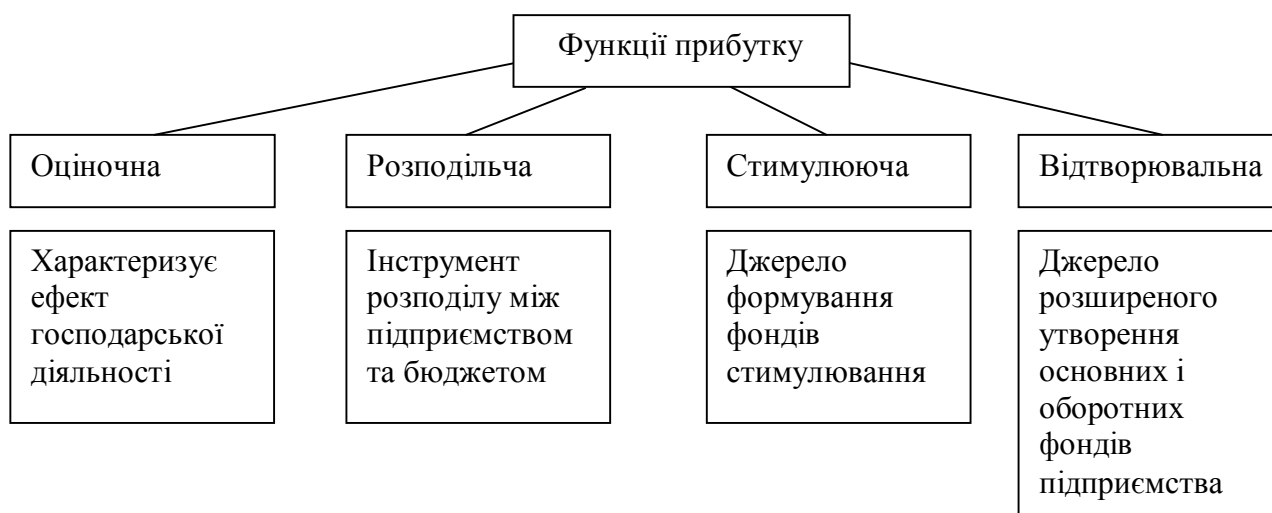 Функції прибутку
Оціночна
Розподільча
Стимулююча
Відтворювальна
Характеризує
ефект
господарської
діяльності
Інструмент
розподілу між
підприємством
та бюджетом
Джерело
формування
фондів
стимулювання
Джерело
розширеного
утворення
основних і
оборотних
фондів
підприємства